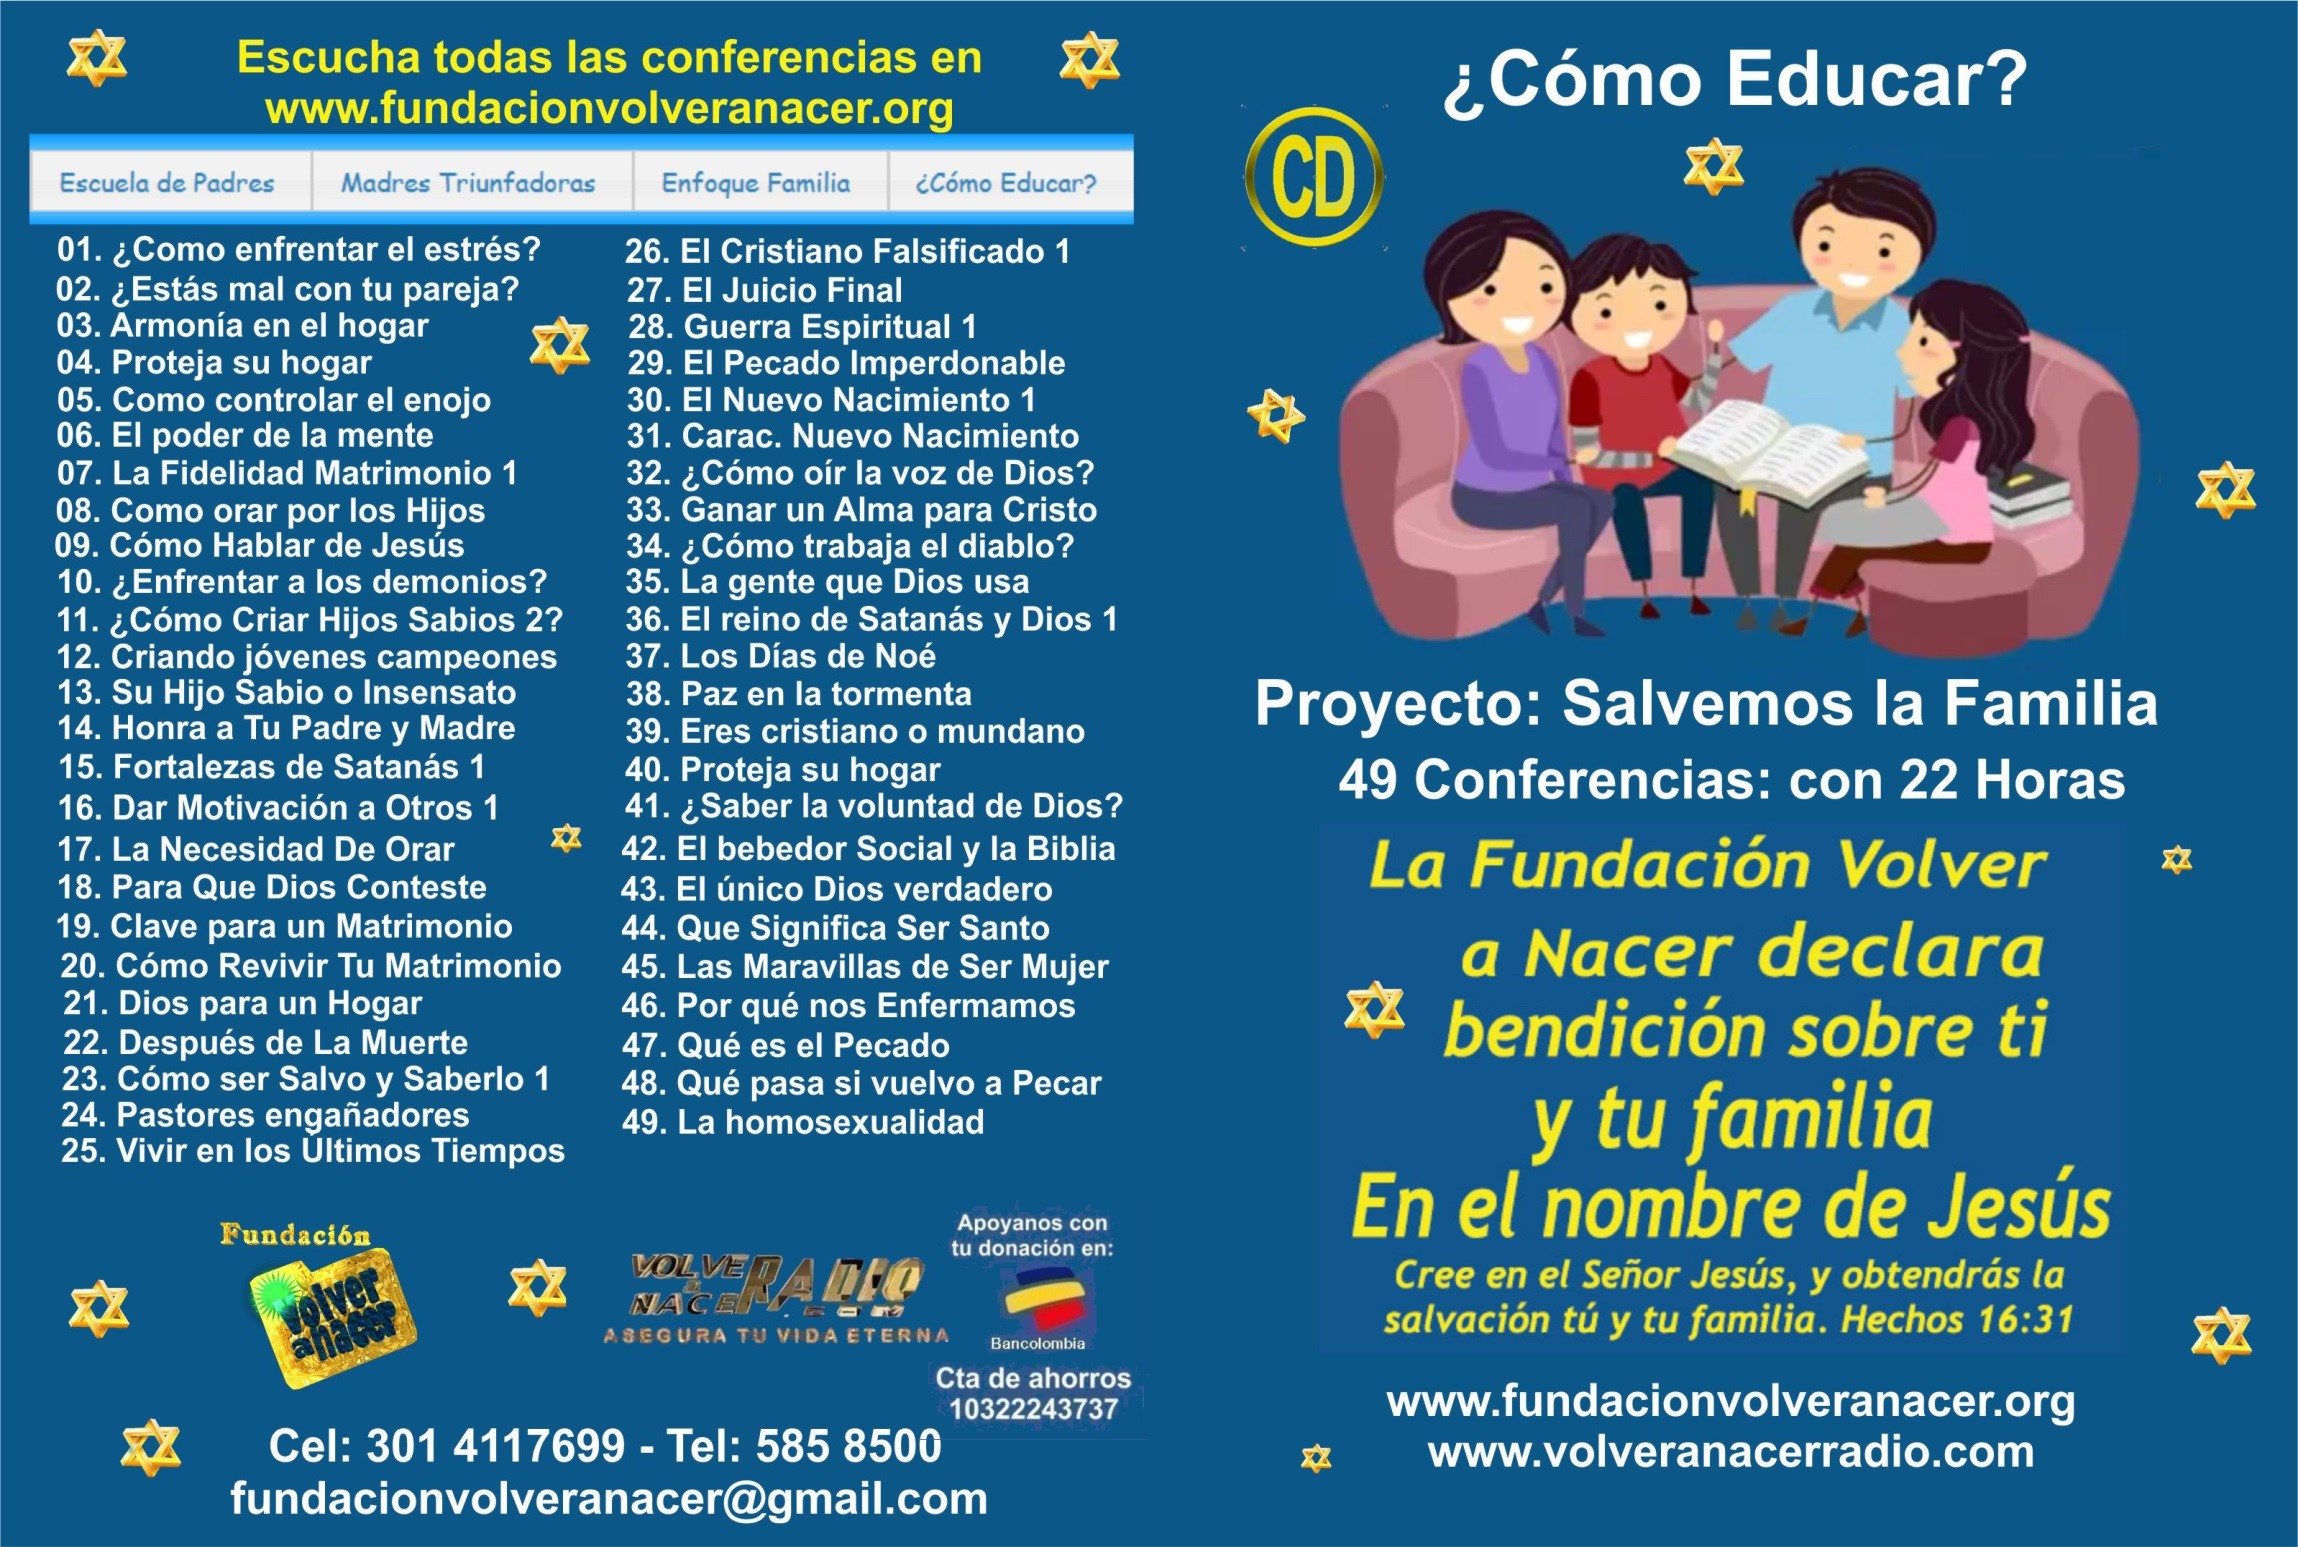 Escucha todas las conferencias en
www.fundacionvolveranacer.org
Escuela de Padres
Madres Triunfadoras
Enfoque Familia
¿Cómo Educar?
01. ¿Como enfrentar el estrés?
02. ¿Estás mal con tu pareja?
03. Armonía en el hogar
04. Proteja su hogar
05. Como controlar el enojo
06. El poder de la mente
07. La Fidelidad Matrimonio 1
08. Como orar por los Hijos
09. Cómo Hablar de Jesús
10. ¿Enfrentar a los demonios?
11. ¿Cómo Criar Hijos Sabios 2?
12. Criando jóvenes campeones
13. Su Hijo Sabio o Insensato
14. Honra a Tu Padre y Madre
15. Fortalezas de Satanás 1
16. Dar Motivación a Otros 1
17. La Necesidad De Orar
18. Para Que Dios Conteste
19. Clave para un Matrimonio
20. Cómo Revivir Tu Matrimonio
21. Dios para un Hogar
22. Después de La Muerte
23. Cómo ser Salvo y Saberlo 1
24. Pastores engañadores
25. Vivir en los Últimos Tiempos
26. El Cristiano Falsificado 1
27. El Juicio Final
28. Guerra Espiritual 1
29. El Pecado Imperdonable
30. El Nuevo Nacimiento 1
31. Carac. Nuevo Nacimiento
32. ¿Cómo oír la voz de Dios?
33. Ganar un Alma para Cristo
34. ¿Cómo trabaja el diablo?
35. La gente que Dios usa
36. El reino de Satanás y Dios 1
37. Los Días de Noé
38. Paz en la tormenta
39. Eres cristiano o mundano
40. Proteja su hogar
41. ¿Saber la voluntad de Dios?
42. El bebedor Social y la Biblia
43. El único Dios verdadero
44. Que Significa Ser Santo
45. Las Maravillas de Ser Mujer
46. Por qué nos Enfermamos
47. Qué es el Pecado
48. Qué pasa si vuelvo a Pecar
49. La homosexualidad
Fundación
volver
a nacer
VOLVER
A
NACER RADIO
ASEGURA TU VIDA ETERNA
Apoyanos con
tu donación en:
Bancolombia
Cta de ahorros
10322243737
Cel: 301 4117699 - Tel: 585 8500
fundacionvolveranacer@gmail.com
¿Cómo Educar?
CD
Proyecto: Salvemos la Familia
49 Conferencias: con 22 Horas
La Fundación Volver
a Nacer declara
bendición sobre ti
y tu familia
En el nombre de Jesús
Cree en el Señor Jesús, y obtendrás la
salvación tú y tu familia. Hechos 16:31
www.fundacionvolveranacer.org
www.volveranacerradio.com